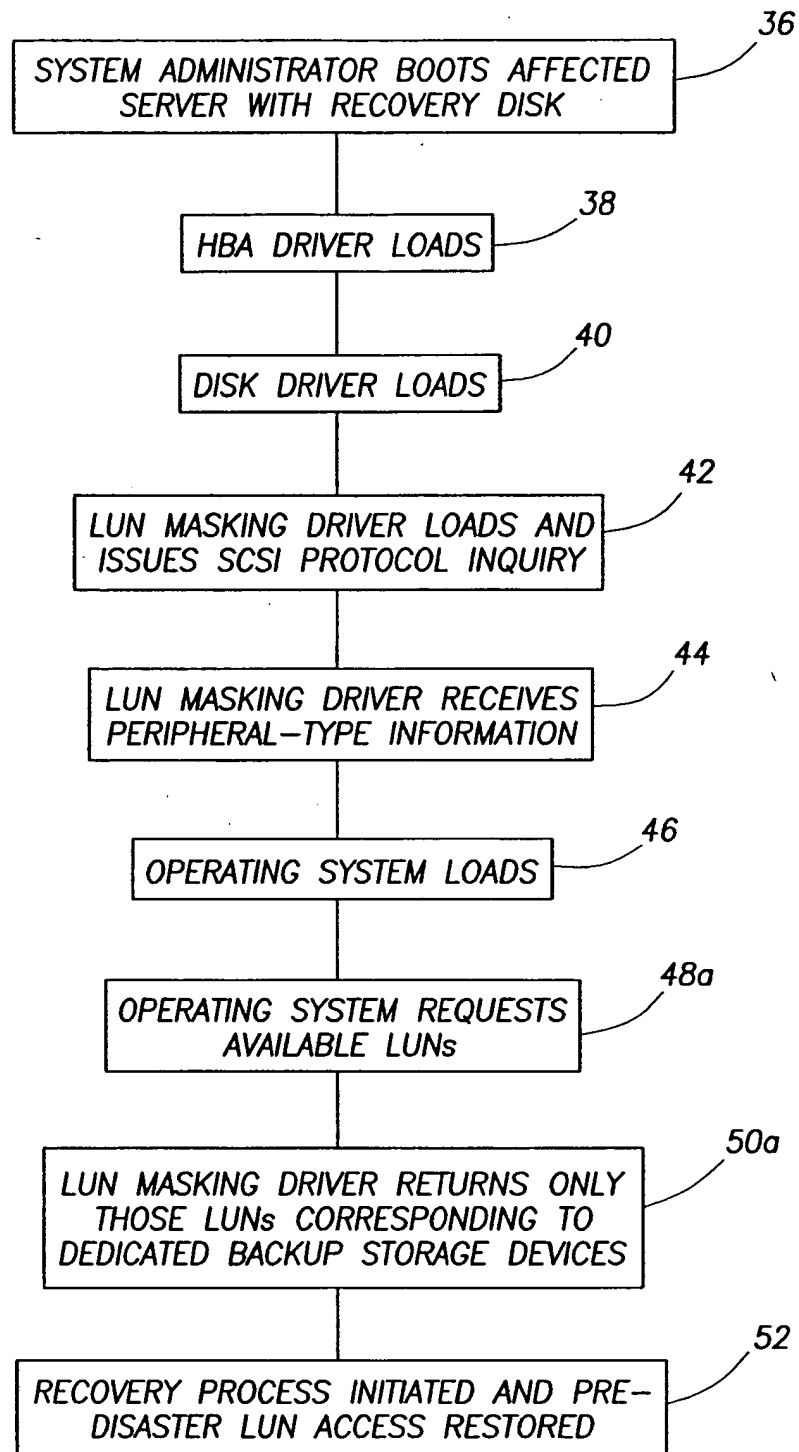 36
SYSTEM ADMINISTRATOR BOOTS AFFECTED
SERVER WITH RECOVERY DISK
38
HBA DRIVER LOADS
40
DISK DRIVER LOADS
42
LUN MASKING DRIVER LOADS AND
ISSUES SCSI PROTOCOL INQUIRY
44
LUN MASKING DRIVER RECEIVES
PERIPHERAL-TYPE INFORMATION
46
OPERATING SYSTEM LOADS
48a
OPERATING SYSTEM REQUESTS
AVAILABLE LUNs
50a
LUN MASKING DRIVER RETURNS ONLY
THOSE LUNs CORRESPONDING TO
DEDICATED BACKUP STORAGE DEVICES
52
RECOVERY PROCESS INITIATED AND PRE-
DISASTER LUN ACCESS RESTORED